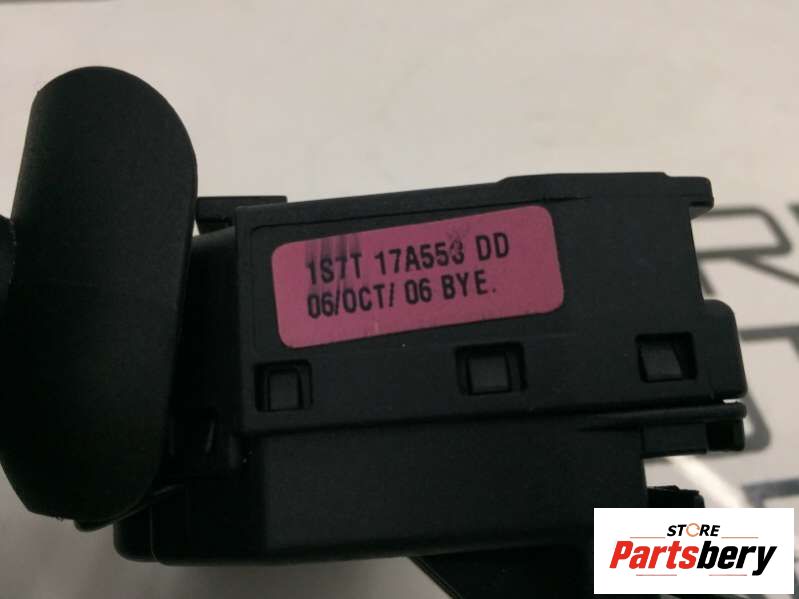 1S7T 17A553 DD
06/OCT/ 06 BYE.
STORE
Partsbery